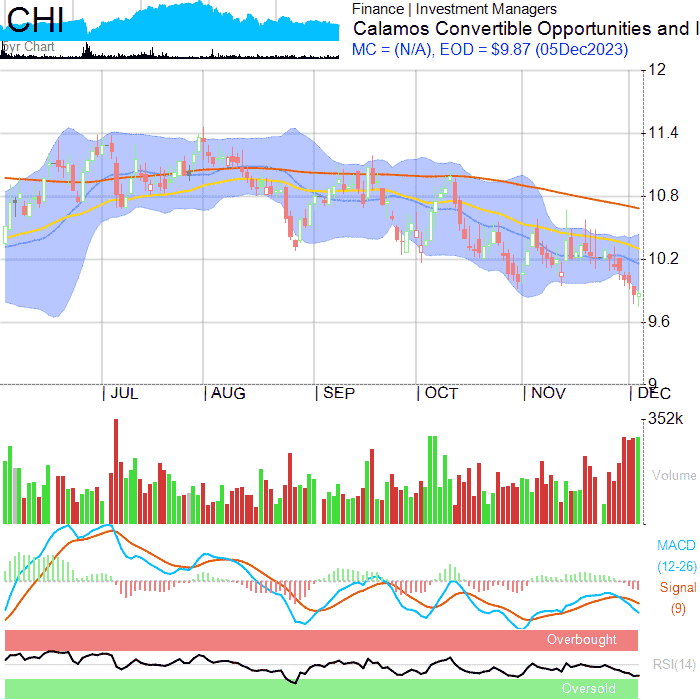 CHI
Finance | Investment Managers
Calamos Convertible Opportunities and I
MC = (N/A), EOD = $9.87 (05Dec2023)
Chart
12
11.4
10.8
10.2
9.6
9
JUL AUG SEP OCT NOV DEC
352k
Volume
MACD
(12-26)
Signal
(9)
Overbought
RSI(14)
Oversold